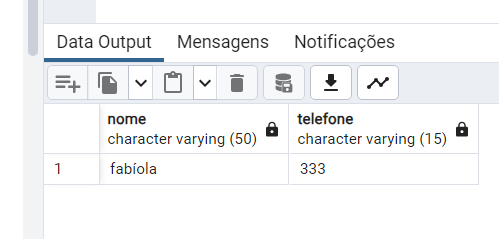 Data Output Mensagens Notificações
nome telefone
character varying (50) character varying (15)
1 fabíola 333